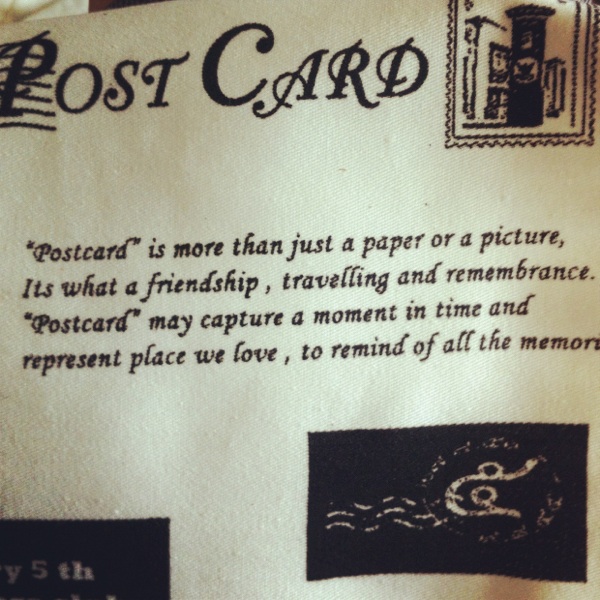 Post Card
"Postcard" is more than just a paper or a picture,
Its what a friendship , travelling and remembrance.
"Postcard" may capture a moment in time and
represent place we love , to remind of all the memori
y 5 th